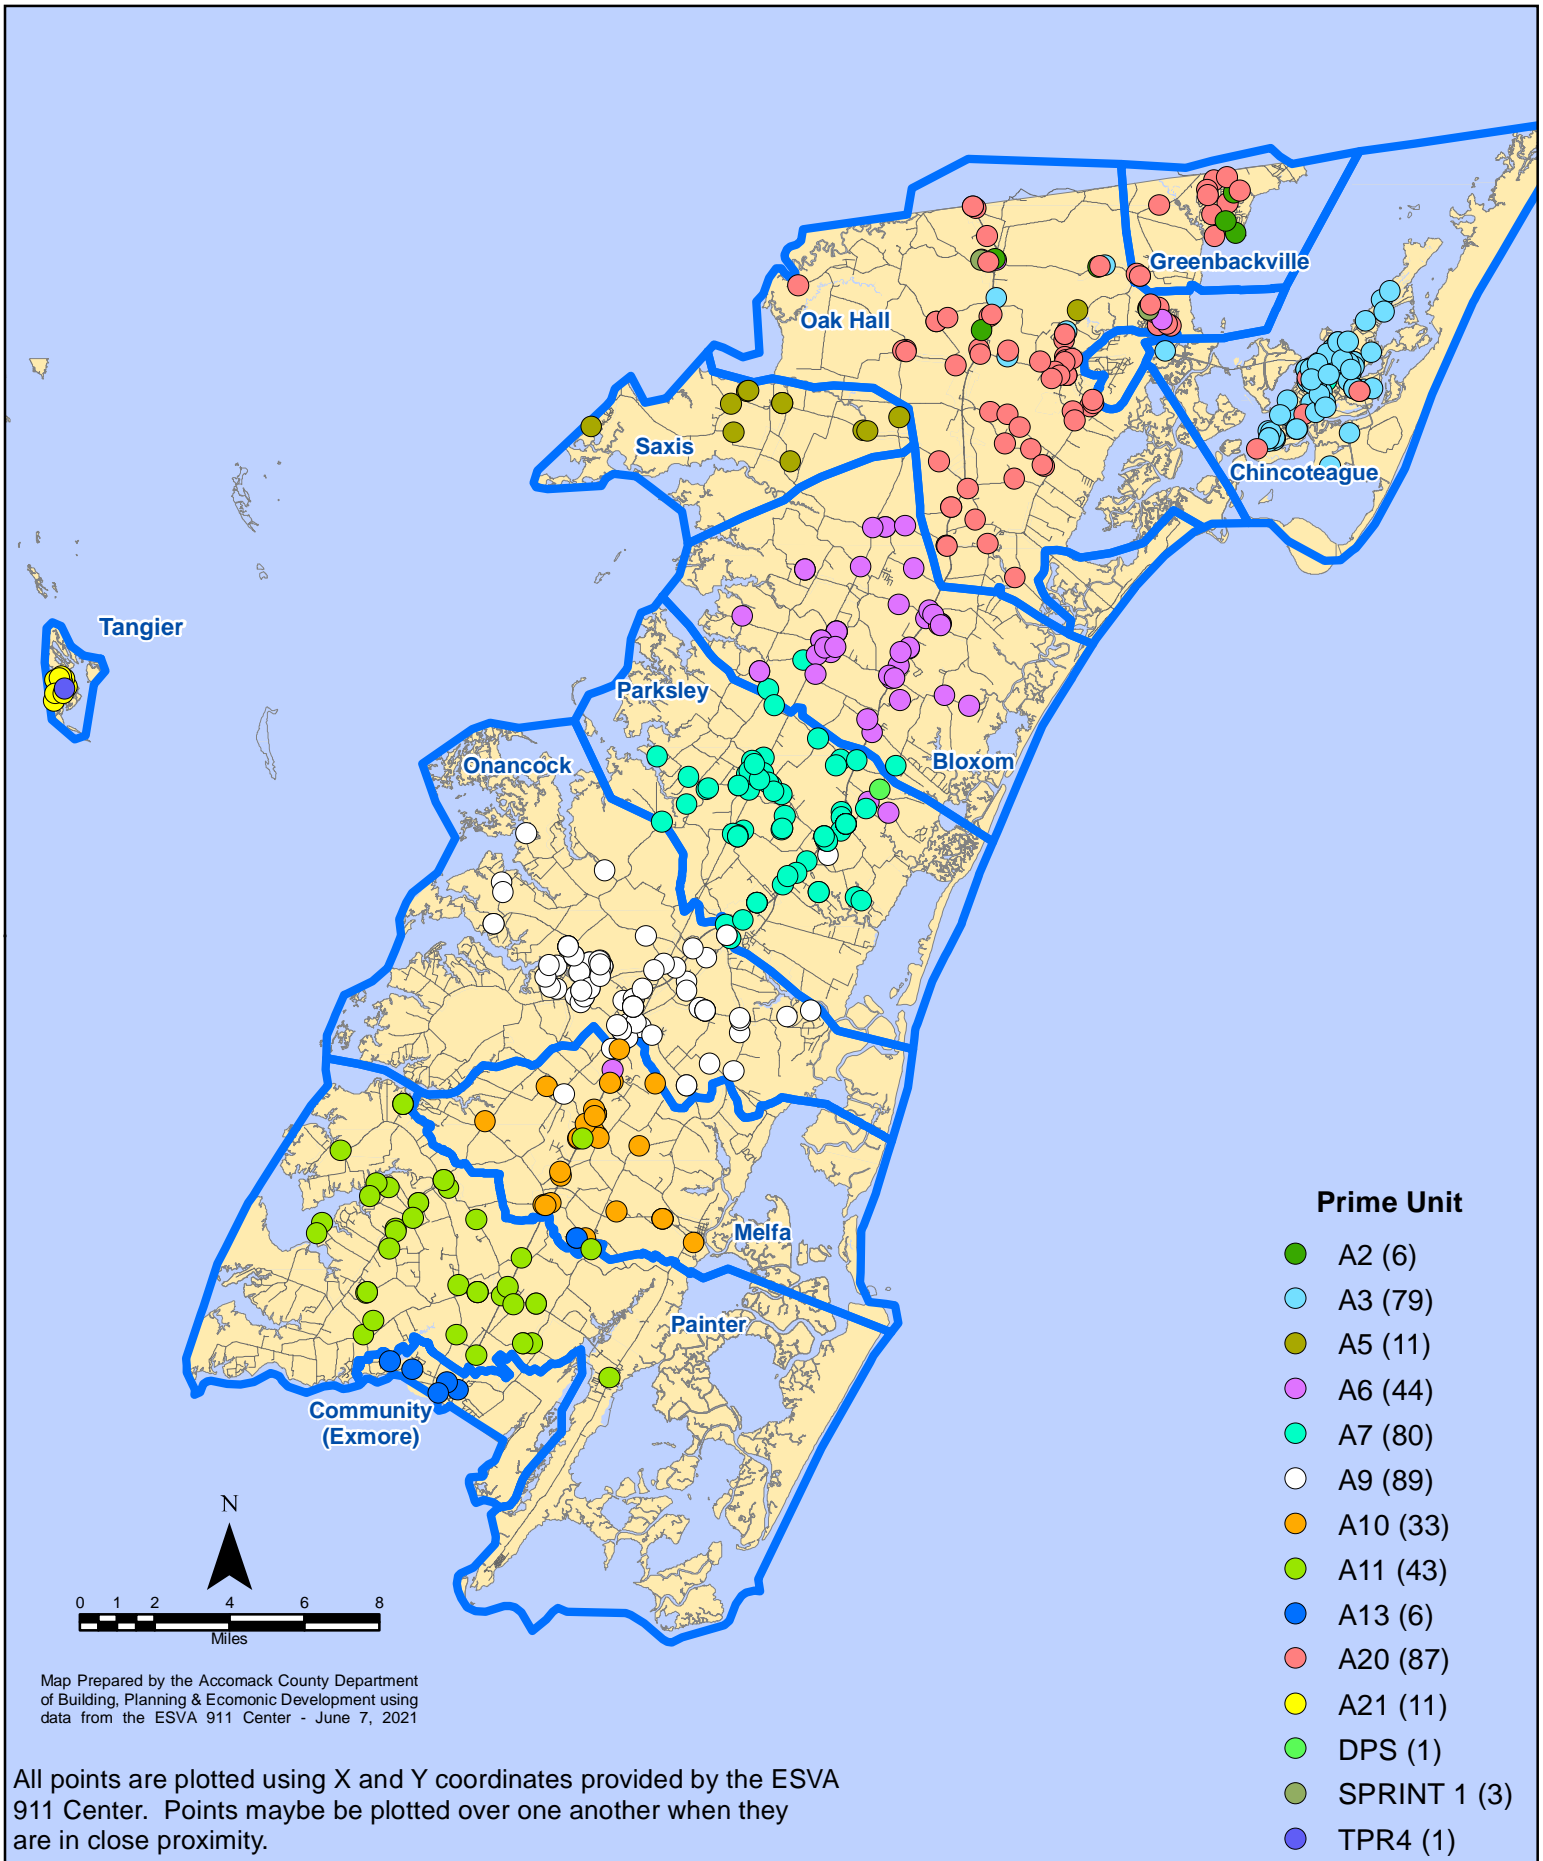 Greenbackville
Oak Hall
Saxis
Chincoteague
Tangier
Parksley
Bloxom
Onancock
Melfa
Painter
Community
(Exmore)
Prime Unit
A2 (6)
A3 (79)
A5 (11)
A6 (44)
A7 (80)
A9 (89)
A10 (33)
A11 (43)
A13 (6)
A20 (87)
A21 (11)
DPS (1)
SPRINT 1 (3)
TPR4 (1)
N
0 1 2 4 6 8
Miles
Map Prepared by the Accomack County Department
of Building, Planning & Ecomonic Development using
data from the ESVA 911 Center - June 7, 2021
All points are plotted using X and Y coordinates provided by the ESVA
911 Center. Points maybe be plotted over one another when they
are in close proximity.